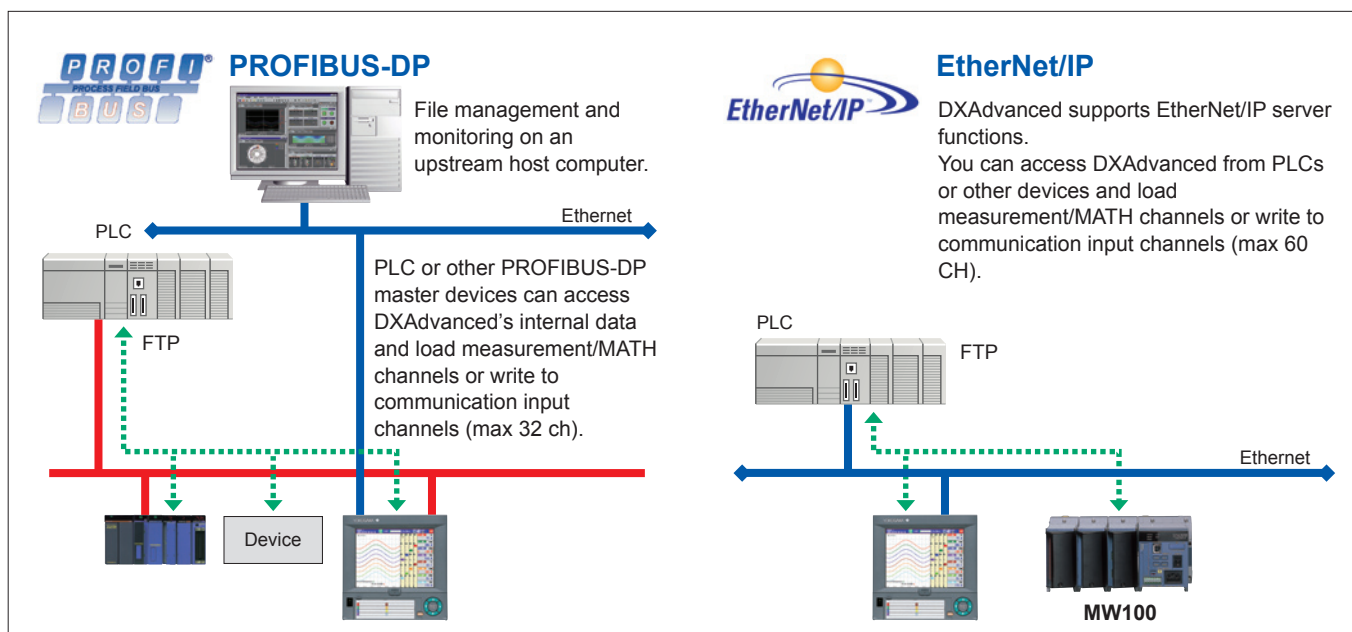 PROFI®
PROCESS FIELD BUS
BUS
PROFIBUS-DP
File management and
monitoring on an
upstream host computer.
Ethernet
PLC
PLC or other PROFIBUS-DP
master devices can access
DXAdvanced's internal data
and load measurement/MATH
channels or write to
communication input
channels (max 32 ch).
FTP
Device
EtherNet/IP™
EtherNet/IP
DXAdvanced supports EtherNet/IP server
functions.
You can access DXAdvanced from PLCs
or other devices and load
measurement/MATH channels or write to
communication input channels (max 60
CH).
PLC
FTP
Ethernet
MW100